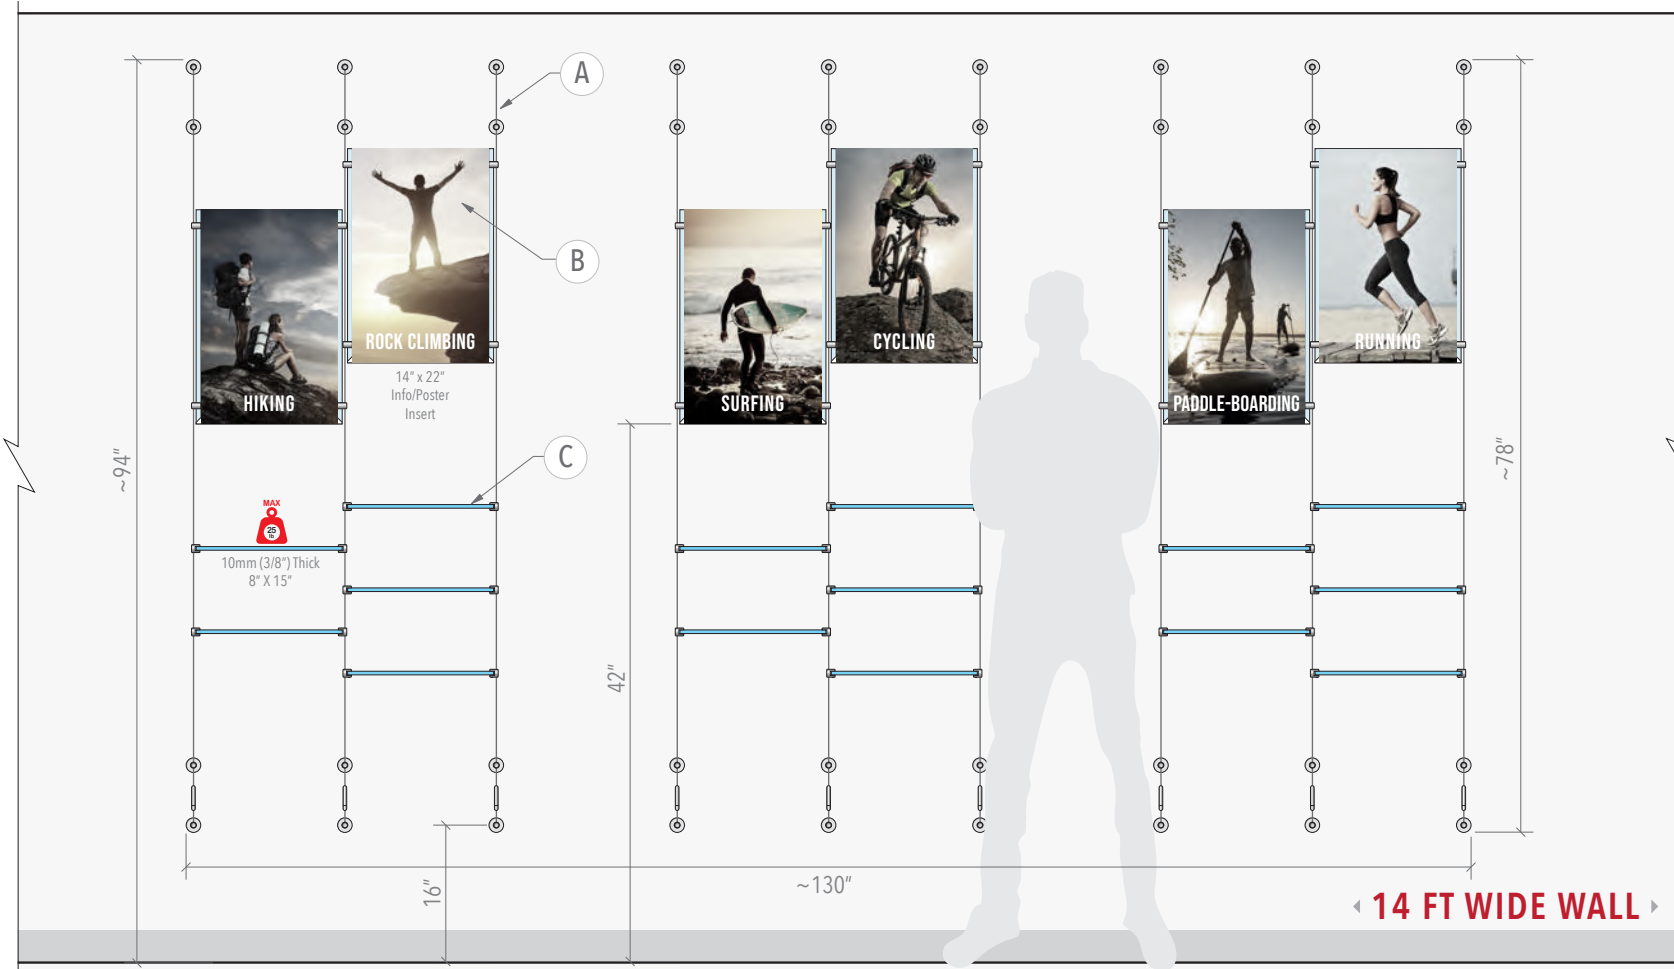 A
B
ROCK CLIMBING
14" x 22"
Info/Poster
Insert
HIKING
CYCLING
SURFING
RUNNING
PADDLE-BOARDING
C
~94"
~78"
MAX
25
lb
10mm (3/8") Thick
8" X 15"
42"
16"
~130"
14 FT WIDE WALL